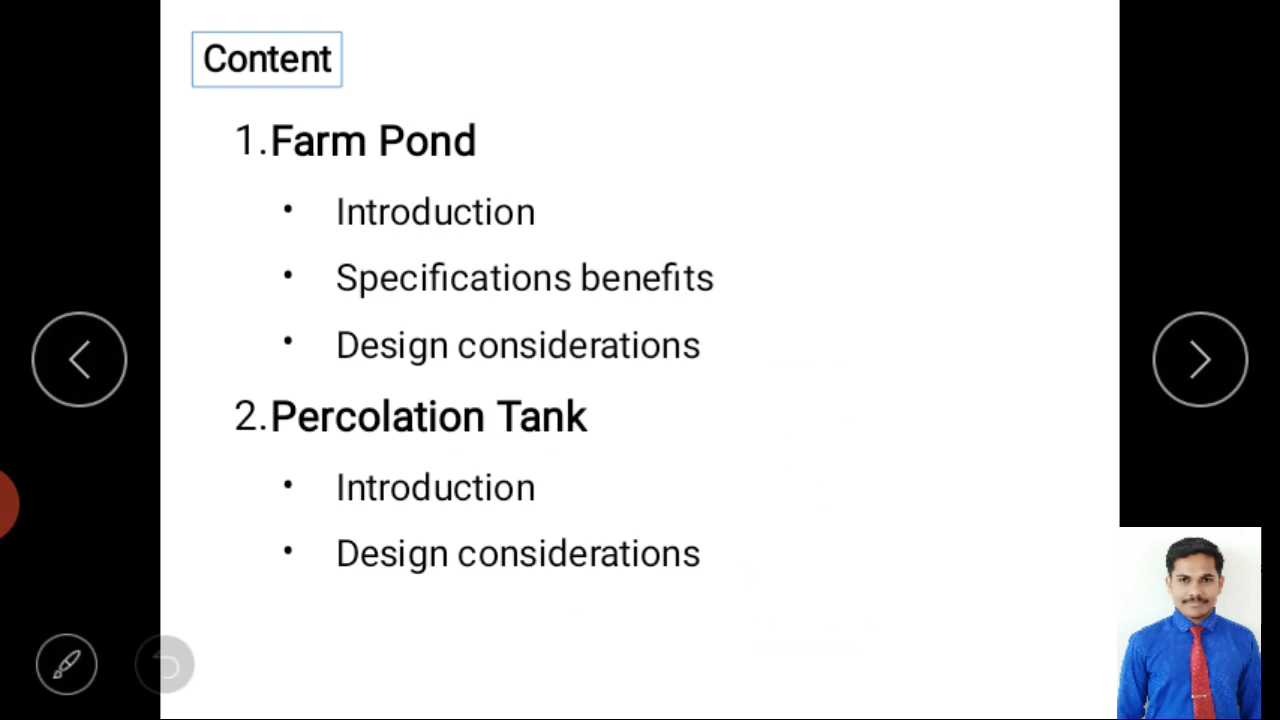 Content
1.Farm Pond
• Introduction
• Specifications benefits
• Design considerations
2.Percolation Tank
• Introduction
• Design considerations